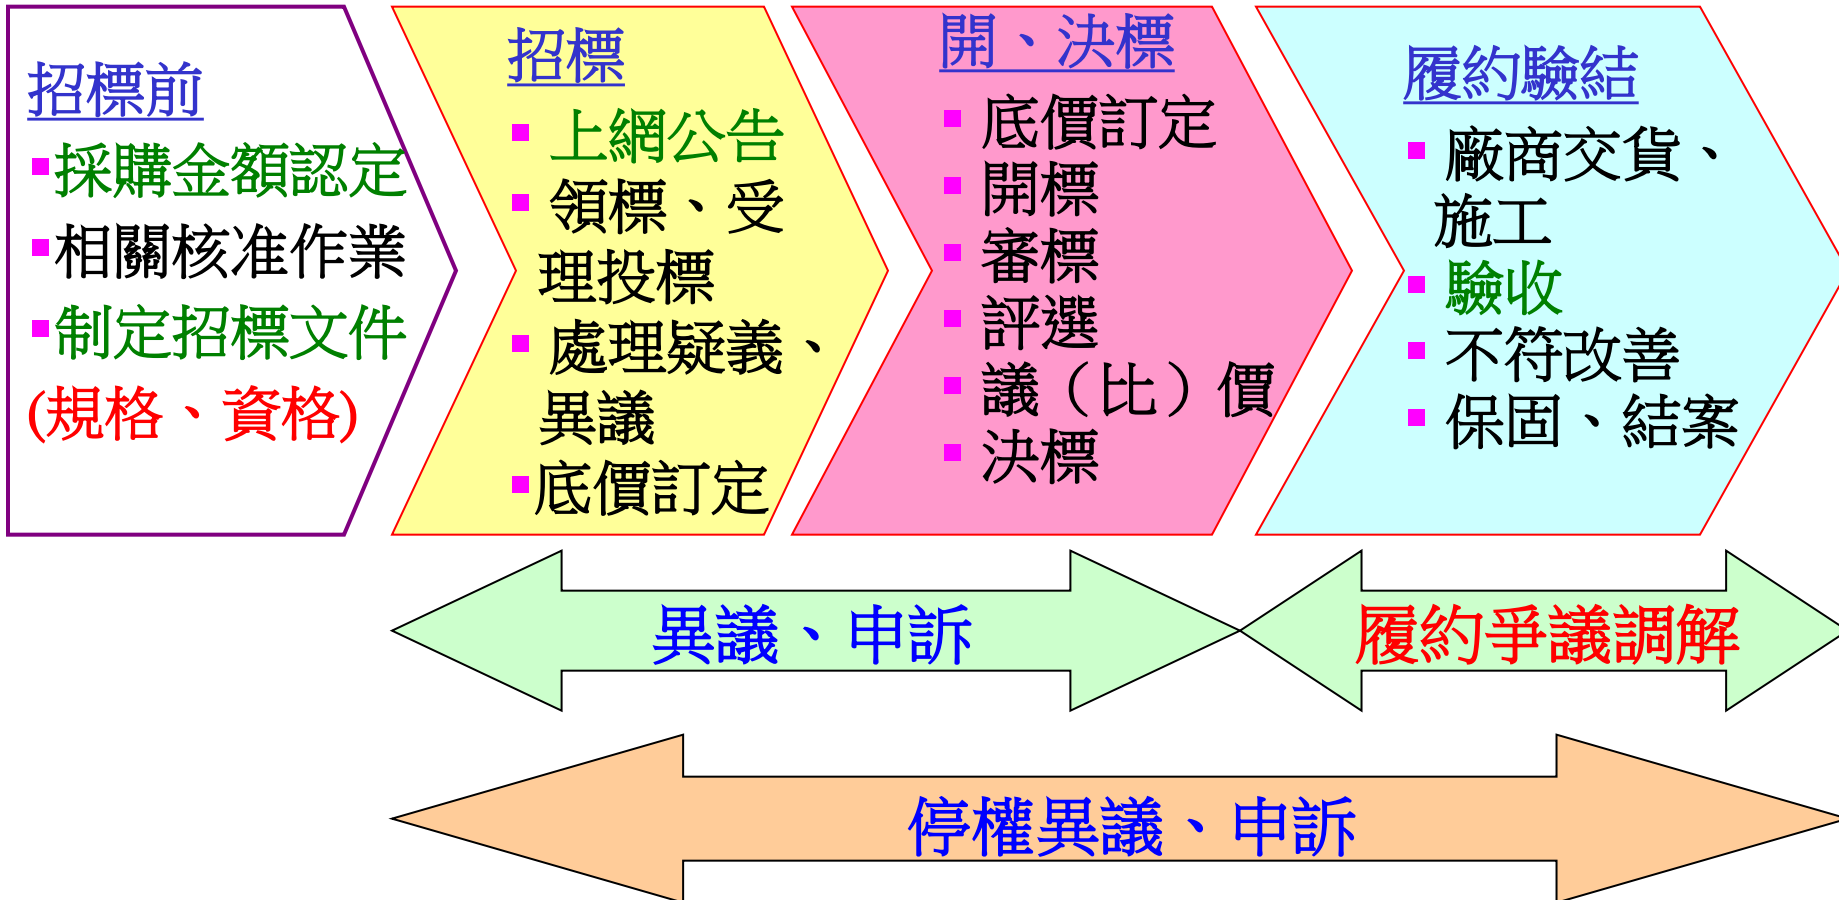 招標前
▪採購金額認定
▪相關核准作業
▪制定招標文件
(規格、資格)
招標
▪ 上網公告
▪ 領標、受
理投標
▪ 處理疑義、
異議
▪底價訂定
開、決標
▪ 底價訂定
▪ 開標
▪ 審標
▪ 評選
▪ 議（比）價
▪ 決標
履約驗結
▪ 廠商交貨、
施工
▪ 驗收
▪ 不符改善
▪ 保固、結案
異議、申訴
履約爭議調解
停權異議、申訴